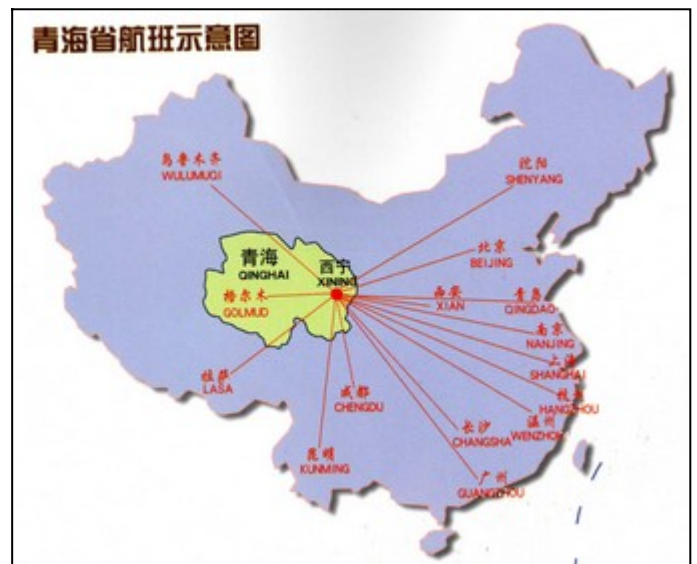 青海省航班示意图
乌鲁木齐
WULUMUQI
沈阳
SHENYANG
北京
BEIJING
青海
QINGHAI
西宁
XINING
格尔木
GOLMUD
西安
XIAN
青岛
QINGDAO
南京
NANJING
上海
SHANGHAI
拉萨
LASA
成都
CHENGDU
杭州
HANGZHOU
温州
WENZHOU
长沙
CHANGSHA
昆明
KUNMING
广州
GUANGZHOU